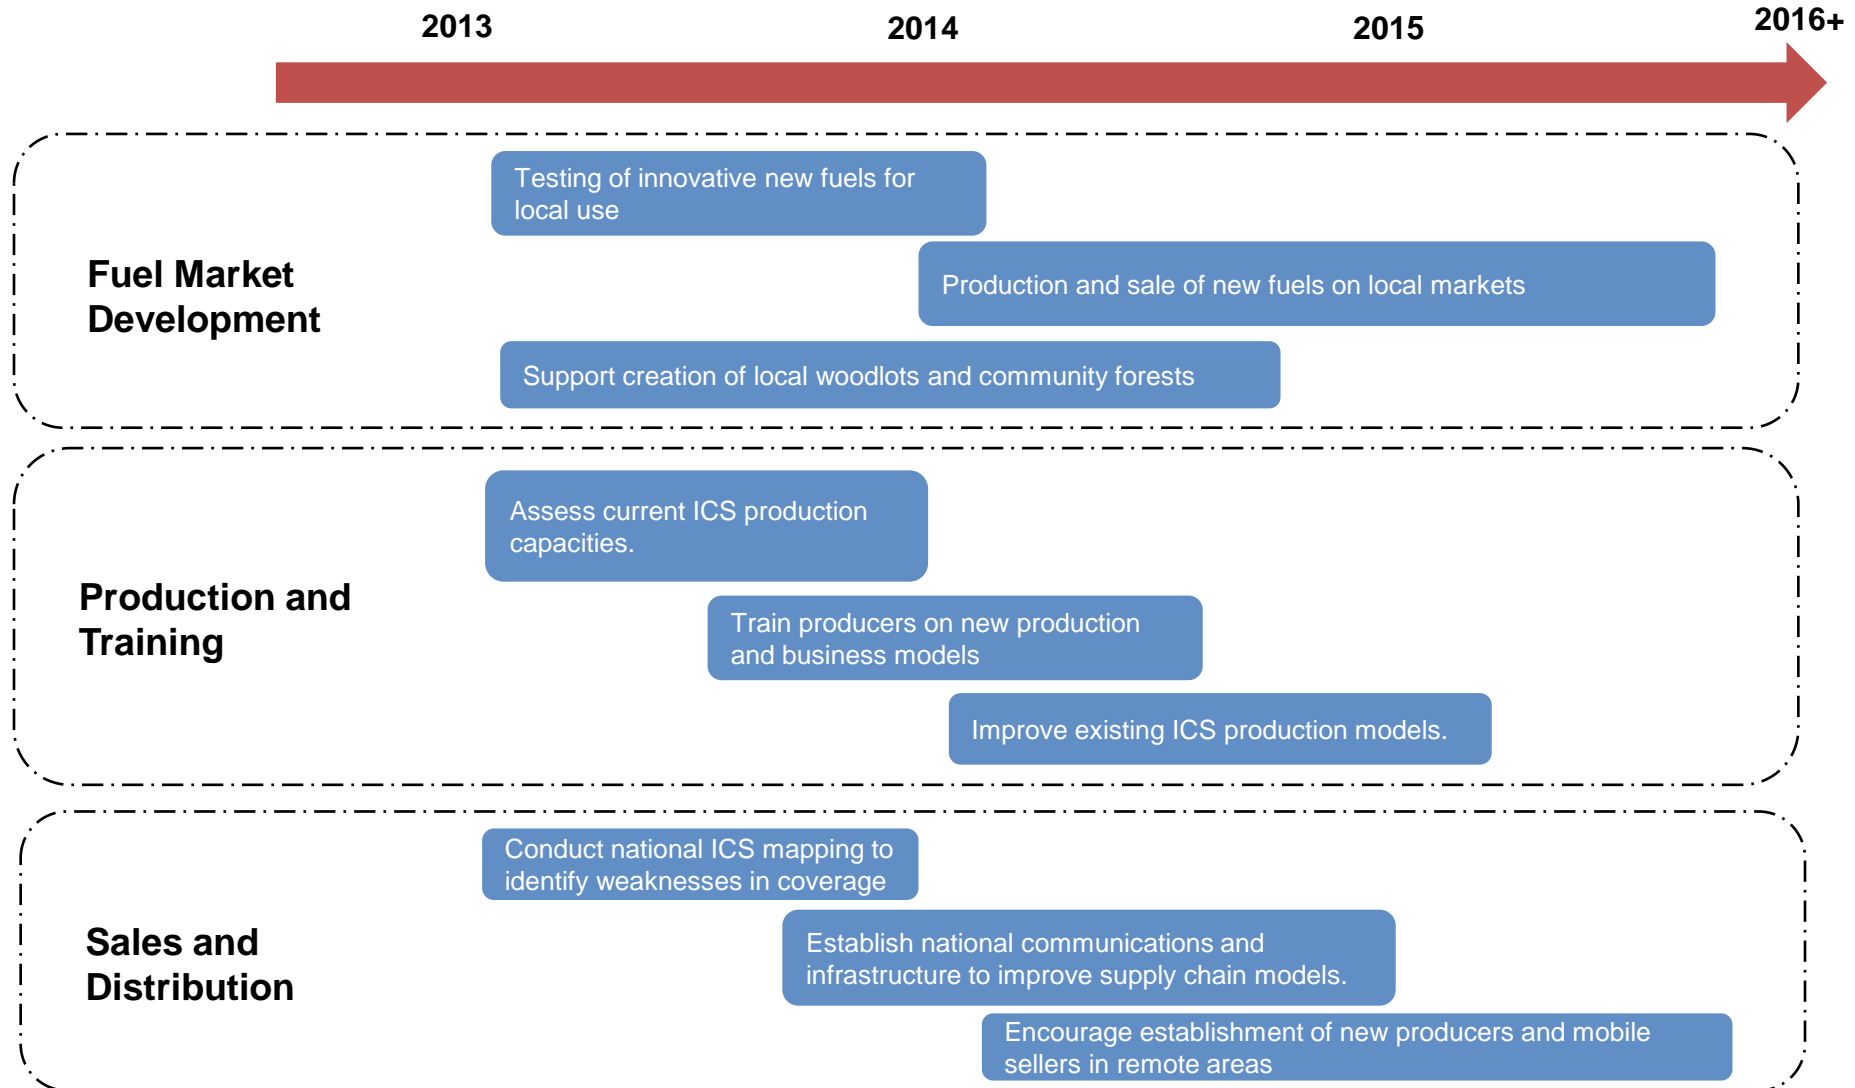 2013
2014
2015
2016+
Fuel Market
Development
Testing of innovative new fuels for
local use
Production and sale of new fuels on local markets
Support creation of local woodlots and community forests
Production and
Training
Assess current ICS production
capacities.
Train producers on new production
and business models
Improve existing ICS production models.
Sales and
Distribution
Conduct national ICS mapping to
identify weaknesses in coverage
Establish national communications and
infrastructure to improve supply chain models.
Encourage establishment of new producers and mobile
sellers in remote areas